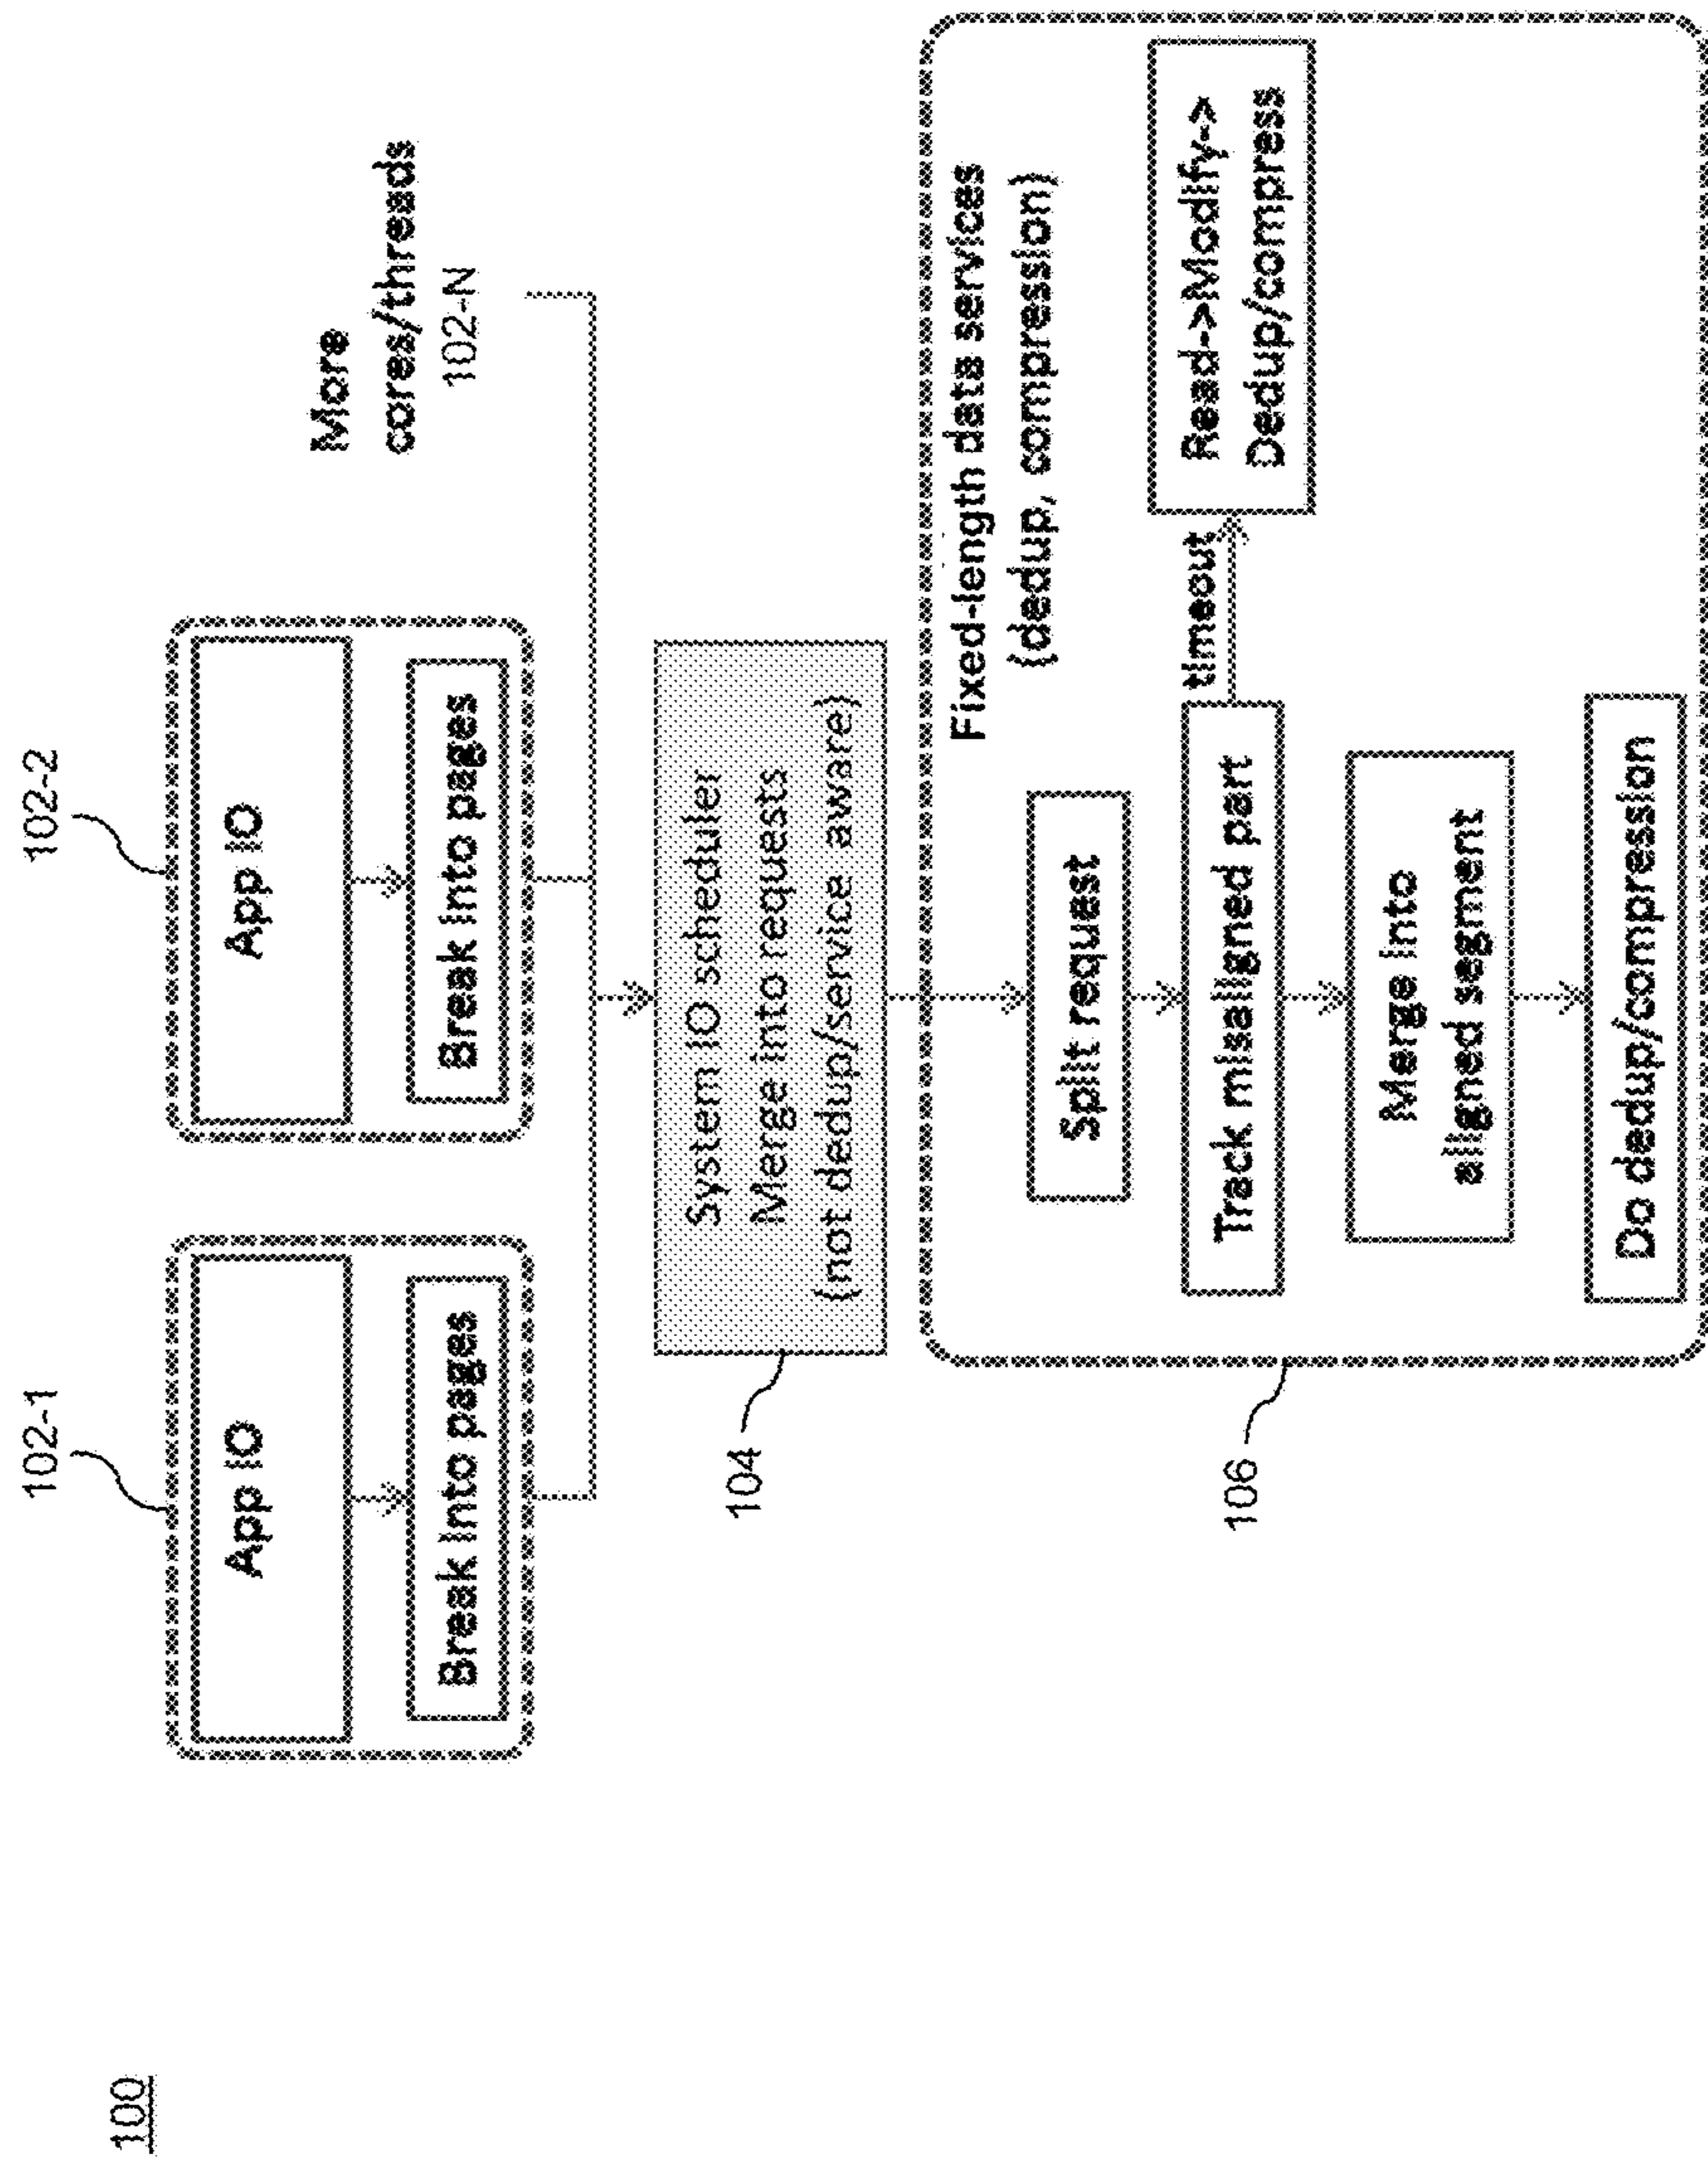 100
102-1
App IO
Break into pages
102-2
App IO
Break into pages
More
cores/threads
102-N
104
System IO scheduler
Merge into requests
(not dedup/service aware)
106
Fixed-length data services
(dedup, compression)
Split request
Track misaligned part
timeout
Read->Modify->
Dedup/compress
Merge into
aligned segment
Do dedup/compression